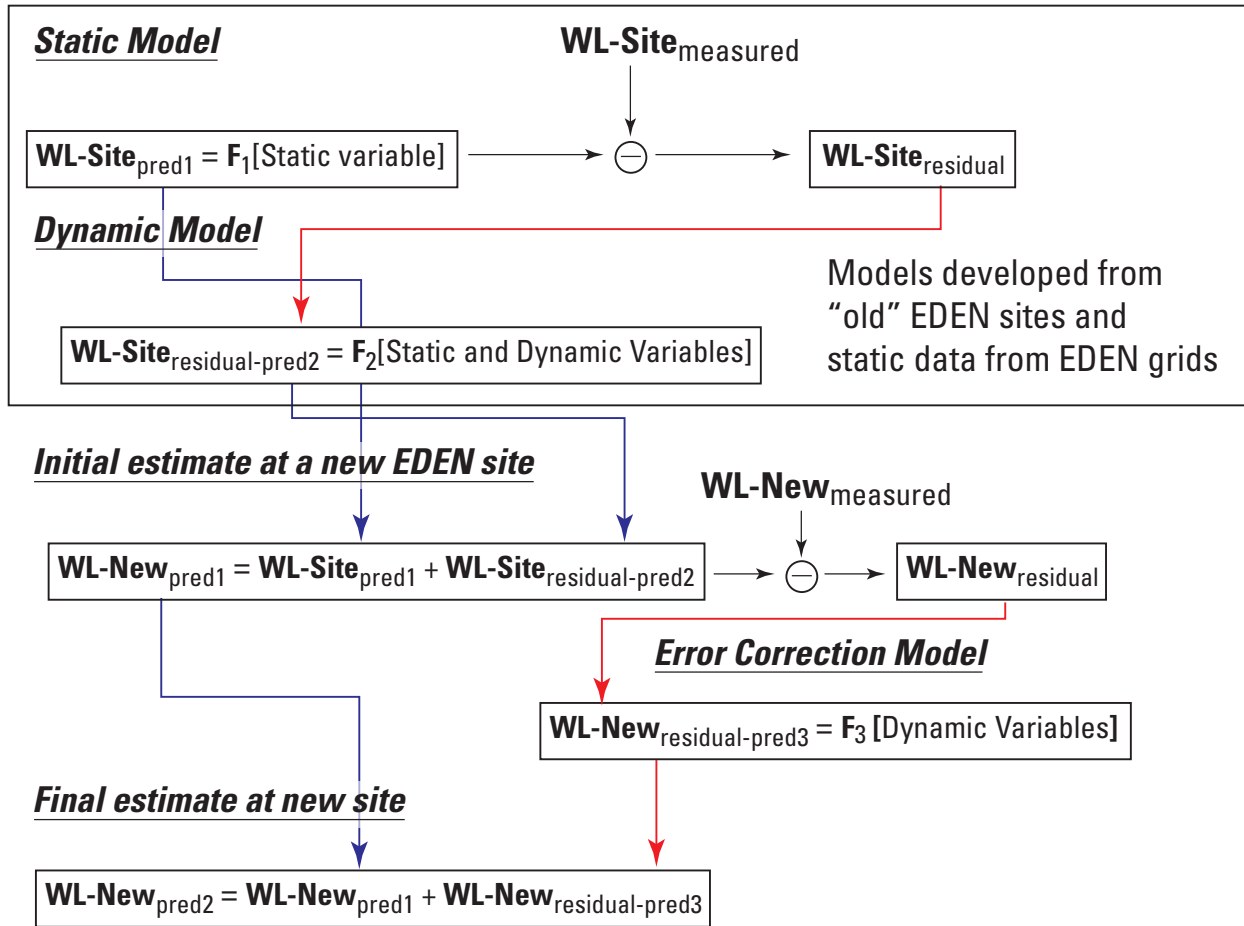 Static Model
WL-Site measured
WL-Site pred1 = F1[Static variable]
WL-Site residual
Dynamic Model
Models developed from
“old” EDEN sites and
static data from EDEN grids
WL-Site residual-pred2 = F2[Static and Dynamic Variables]
Initial estimate at a new EDEN site
WL-New measured
WL-New pred1 = WL-Site pred1 + WL-Site residual-pred2
WL-New residual
Error Correction Model
WL-New residual-pred3 = F3 [Dynamic Variables]
Final estimate at new site
WL-New pred2 = WL-New pred1 + WL-New residual-pred3